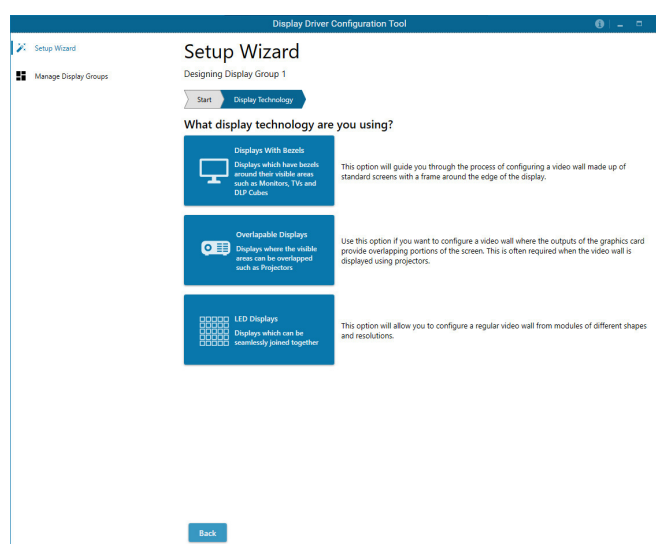 Display Driver Configuration Tool
Setup Wizard
Manage Display Groups
Setup Wizard
Designing Display Group 1
Start
Display Technology
What display technology are you using?
Displays With Bezels
Displays which have bezels
around their visible areas
such as Monitors, TVs and
DLP Cubes
This option will guide you through the process of configuring a video wall made up of
standard screens with a frame around the edge of the display.
Overlapable Displays
Displays where the visible
areas can be overlapped
such as Projectors
Use this option if you want to configure a video wall where the outputs of the graphics card
provide overlapping portions of the screen. This is often required when the video wall is
displayed using projectors.
LED Displays
Displays which can be
seamlessly joined together
This option will allow you to configure a regular video wall from modules of different shapes
and resolutions.
Back